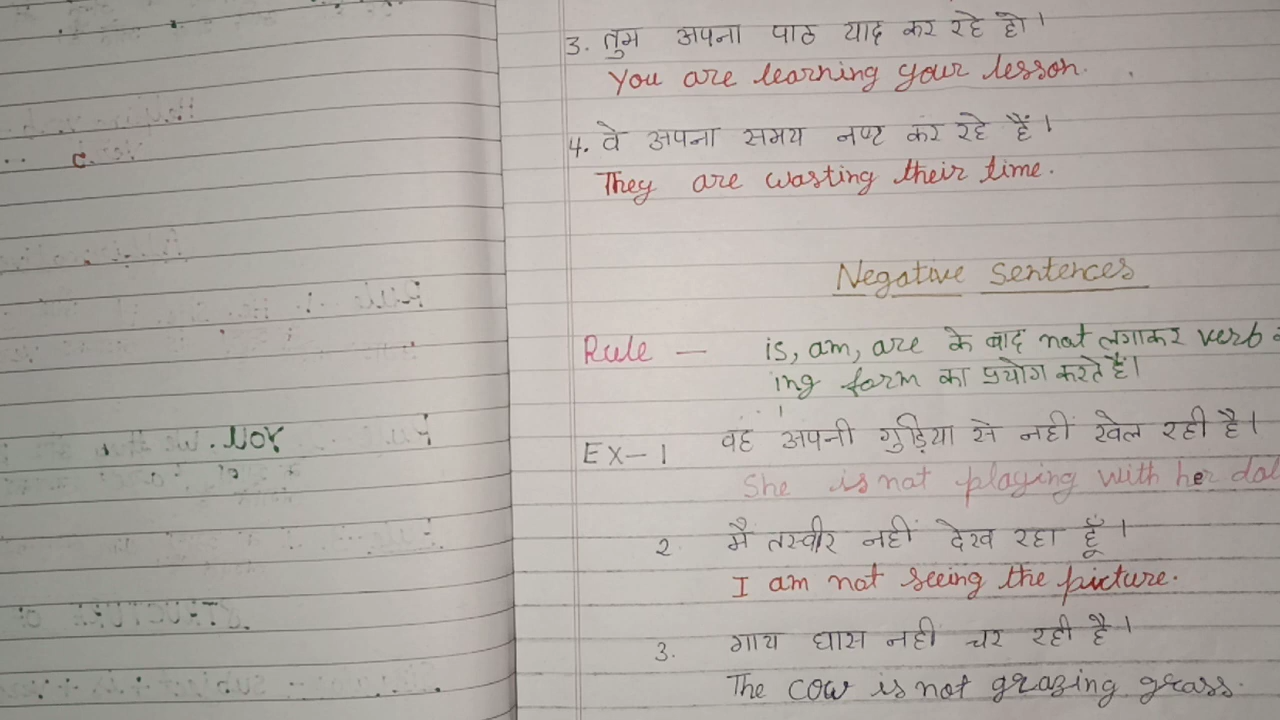 3. तुम अपना पाठ याद कर रहे हो।
You are learning your lesson.
4. वे अपना समय नष्ट कर रहे हैं।
They are wasting their time.
Negative Sentences
Rule — is, am, are के बाद not लगाकर verb
ing form का प्रयोग करते हैं।
EX-1 वह अपनी गुड़िया से नहीं खेल रही है।
She is not playing with her
2 मैं तस्वीर नहीं देख रहा हूँ।
I am not seeing the picture.
3. गाय घास नहीं चर रही है।
The cow is not grazing grass.